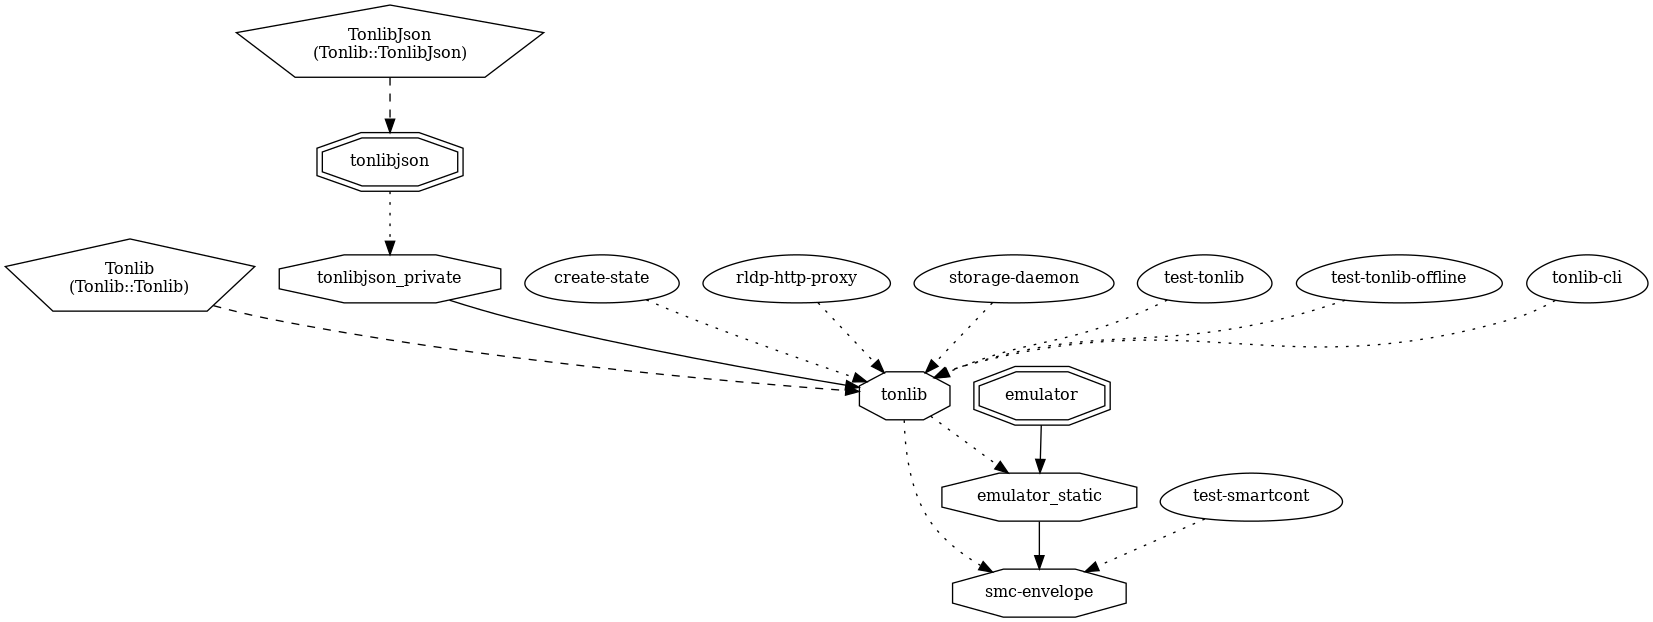 TonlibJson
(Tonlib::TonlibJson)
tonlibjson
Tonlib
(Tonlib::Tonlib)
tonlibjson_private
create-state
rldp-http-proxy
storage-daemon
test-tonlib
test-tonlib-offline
tonlib-cli
tonlib
emulator
emulator_static
test-smartcont
smc-envelope